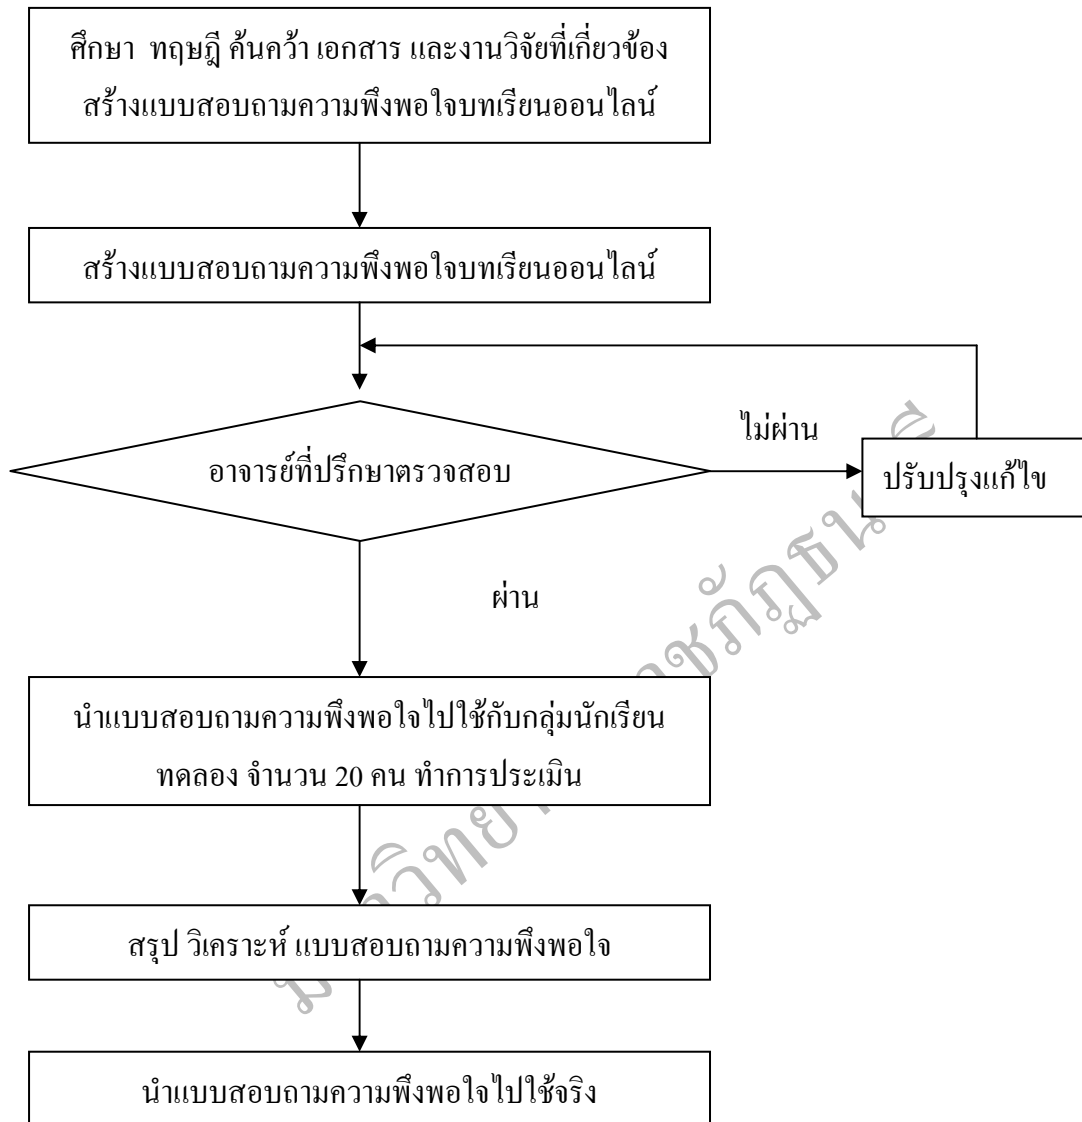 ศึกษา ทฤษฎี ค้นคว้า เอกสาร และงานวิจัยที่เกี่ยวข้อง
สร้างแบบสอบถามความพึงพอใจบทเรียนออนไลน์
สร้างแบบสอบถามความพึงพอใจบทเรียนออนไลน์
อาจารย์ที่ปรึกษาตรวจสอบ
ไม่ผ่าน
ปรับปรุงแก้ไข
ผ่าน
นำแบบสอบถามความพึงพอใจไปใช้กับกลุ่มนักเรียน
ทดลอง จำนวน 20 คน ทำการประเมิน
สรุป วิเคราะห์ แบบสอบถามความพึงพอใจ
นำแบบสอบถามความพึงพอใจไปใช้จริง